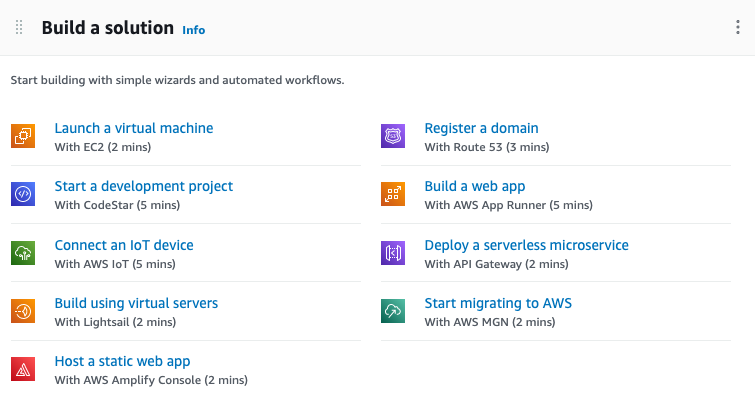 Build a solution Info
Start building with simple wizards and automated workflows.
Launch a virtual machine
With EC2 (2 mins)
Register a domain
With Route 53 (3 mins)
Start a development project
With CodeStar (5 mins)
Build a web app
With AWS App Runner (5 mins)
Connect an IoT device
With AWS IoT (5 mins)
Deploy a serverless microservice
With API Gateway (2 mins)
Build using virtual servers
With Lightsail (2 mins)
Start migrating to AWS
With AWS MGN (2 mins)
Host a static web app
With AWS Amplify Console (2 mins)